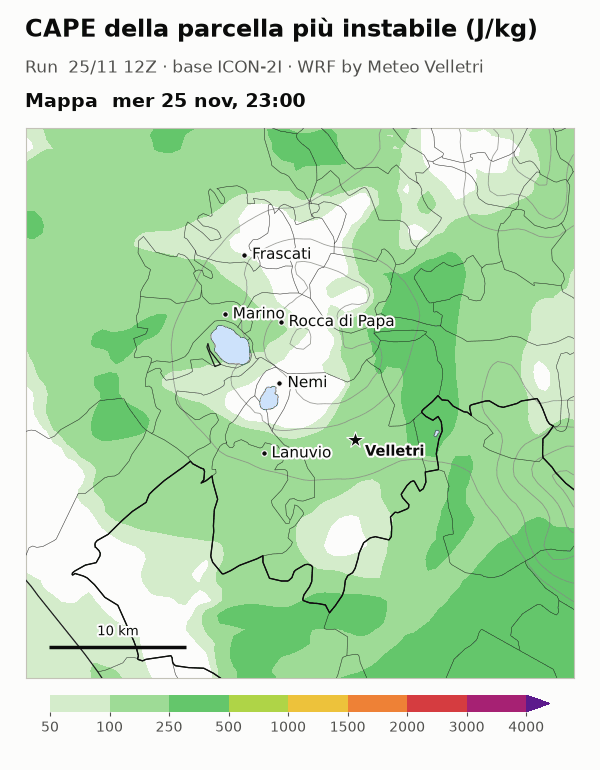 CAPE della parcella più instabile (J/kg)
Run  25/11 12Z · base ICON-2I · WRF by Meteo Velletri
Mappa  mer 25 nov, 23:00
Frascati
Marino
Rocca di Papa
Nemi
Lanuvio
Velletri
10 km
50 100 250 500 1000 1500 2000 3000 4000